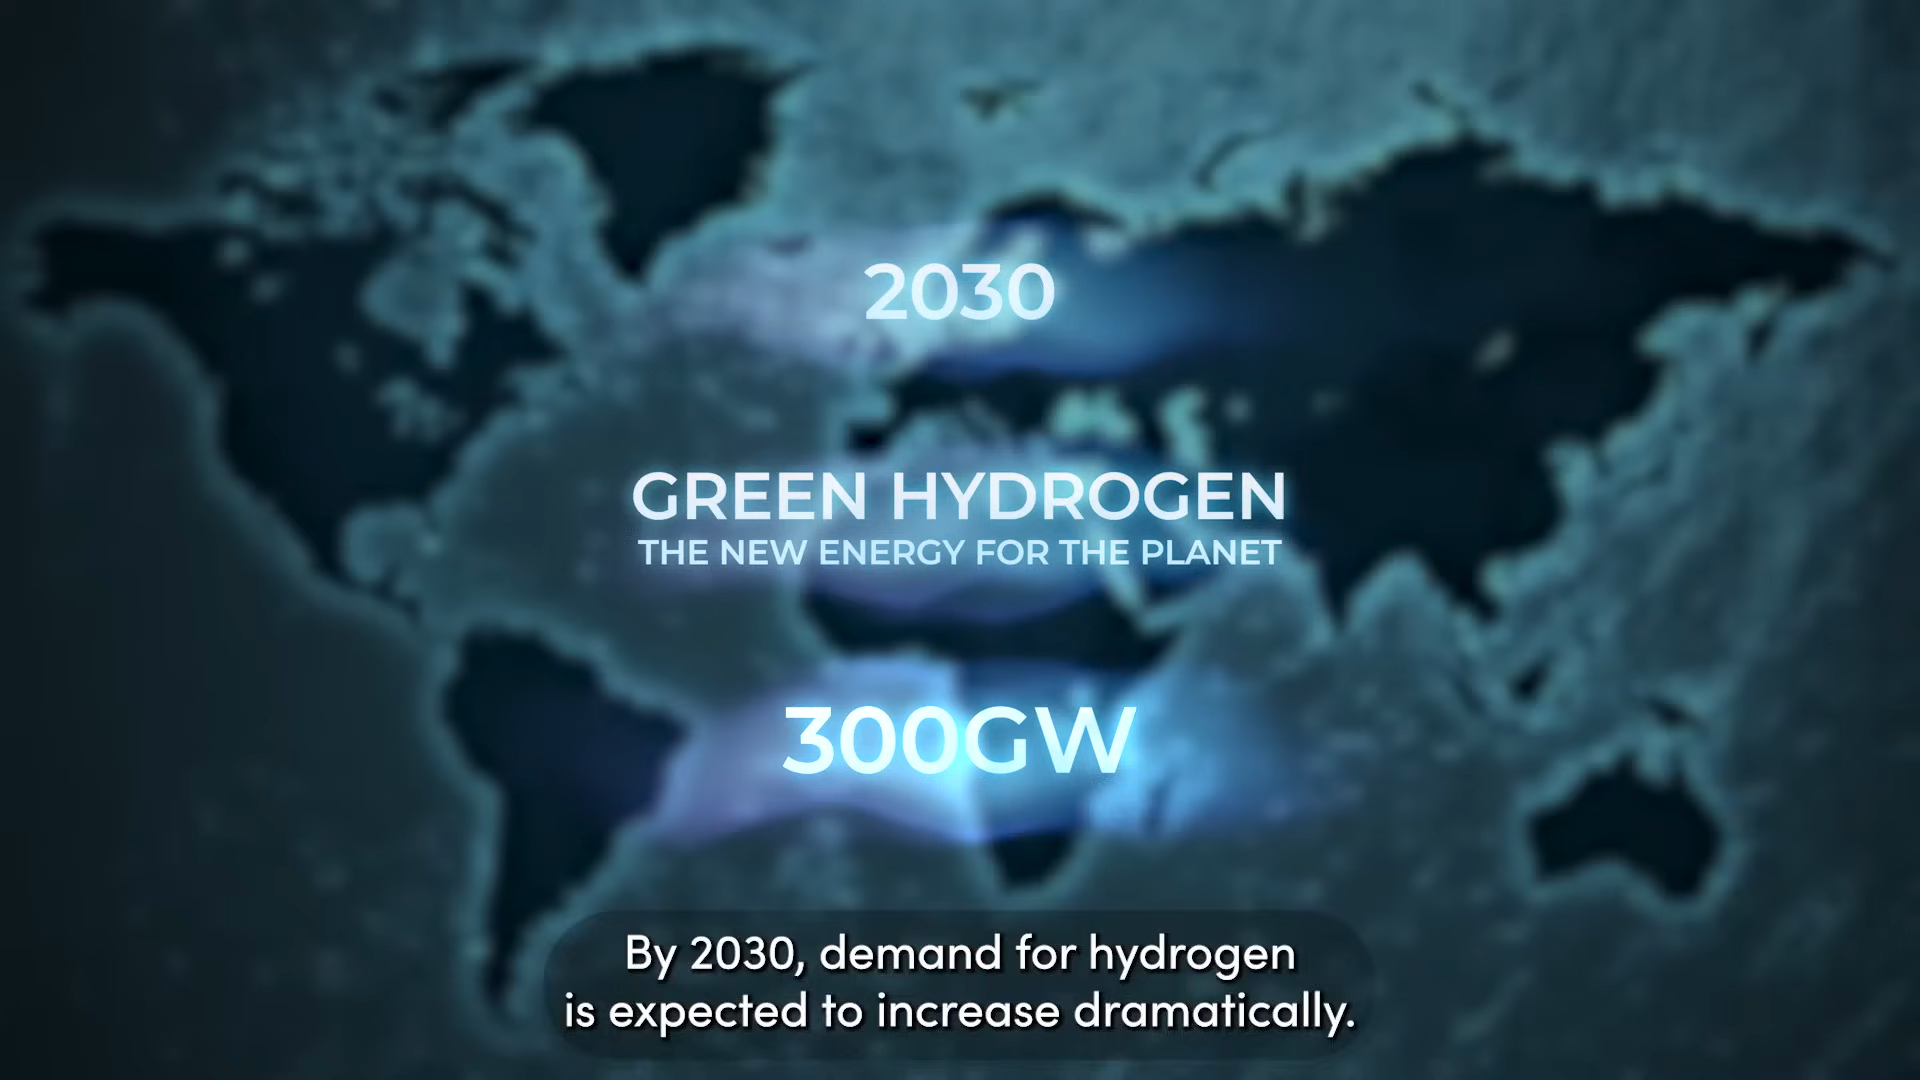 2030
GREEN HYDROGEN
THE NEW ENERGY FOR THE PLANET
300GW
By 2030, demand for hydrogen
is expected to increase dramatically.